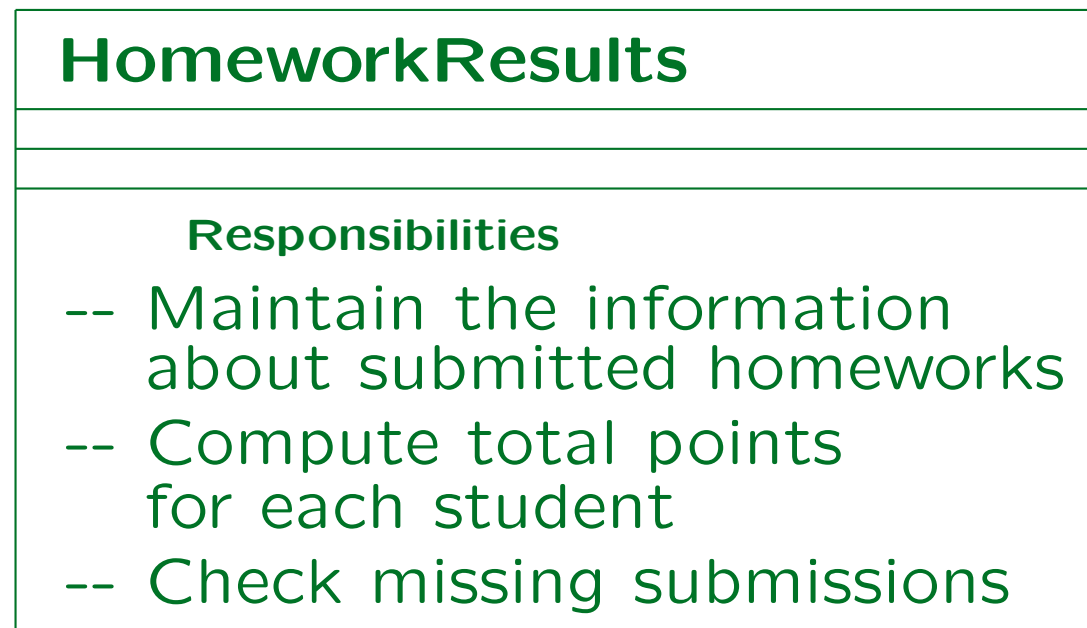 HomeworkResults
Responsibilities
-- Maintain the information
about submitted homeworks
-- Compute total points
for each student
-- Check missing submissions